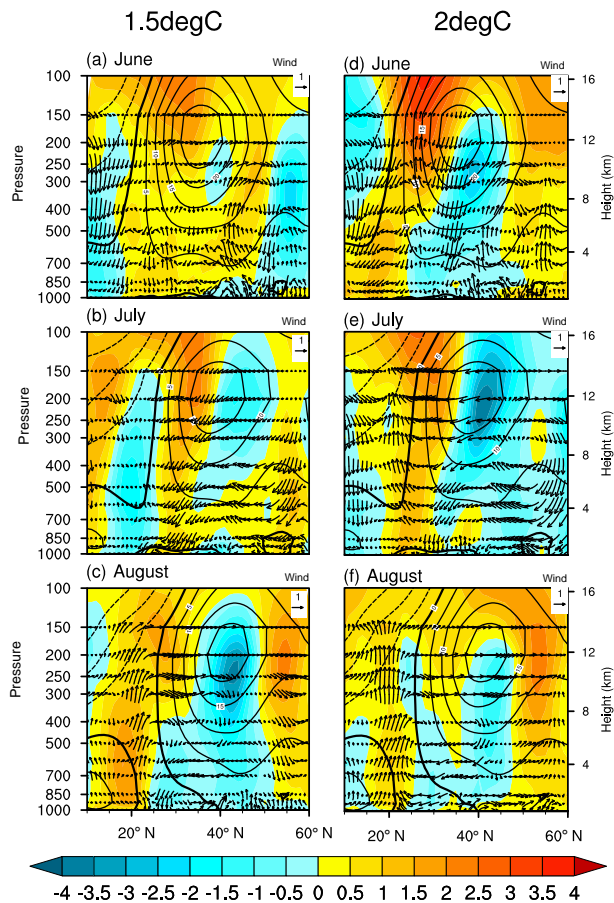 1.5degC 2degC
(a) June Wind (d) June Wind
100 1 1 16
150
200 12
250
300
400 8
500
700 4
850
1000
Pressure Height (km)
(b) July Wind (e) July Wind
100 1 1 16
150
200 12
250
300
400 8
500
700 4
850
1000
Pressure Height (km)
(c) August Wind (f) August Wind
100 1 1 16
150
200 12
250
300
400 8
500
700 4
850
1000
Pressure Height (km)
20° N 40° N 60° N 20° N 40° N 60° N
-4 -3.5 -3 -2.5 -2 -1.5 -1 -0.5 0 0.5 1 1.5 2 2.5 3 3.5 4